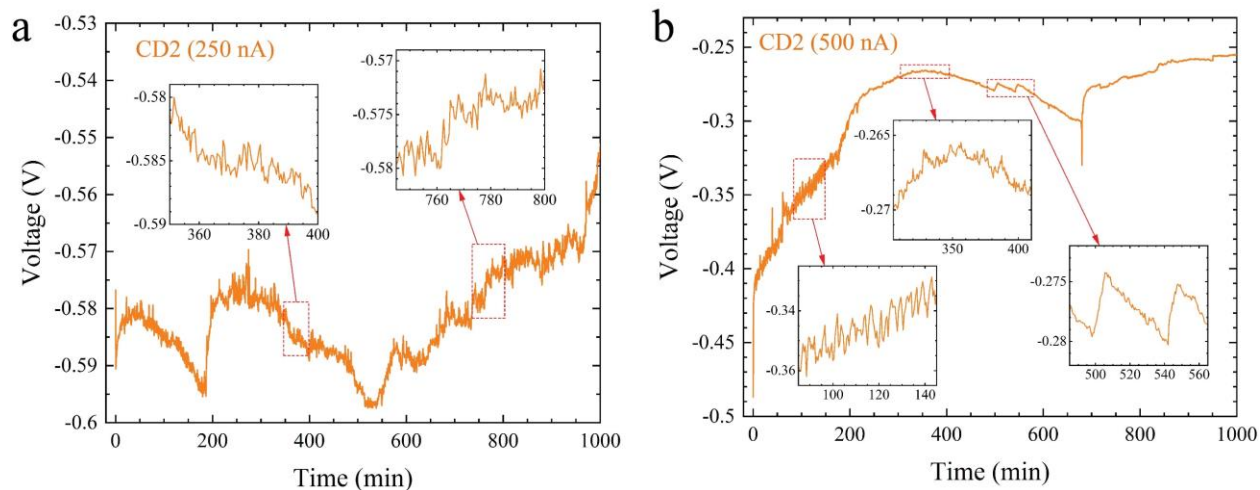 a
CD2 (250 nA)
Voltage (V)
-0.53
-0.54
-0.55
-0.56
-0.57
-0.58
-0.59
-0.6
0 200 400 600 800 1000
Time (min)
-0.58
-0.585
-0.59
360 380 400
-0.57
-0.575
-0.58
760 780 800
b
CD2 (500 nA)
Voltage (V)
-0.25
-0.3
-0.35
-0.4
-0.45
-0.5
0 200 400 600 800 1000
Time (min)
-0.265
-0.27
350 400
-0.34
-0.36
100 120 140
-0.275
-0.28
500 520 540 560